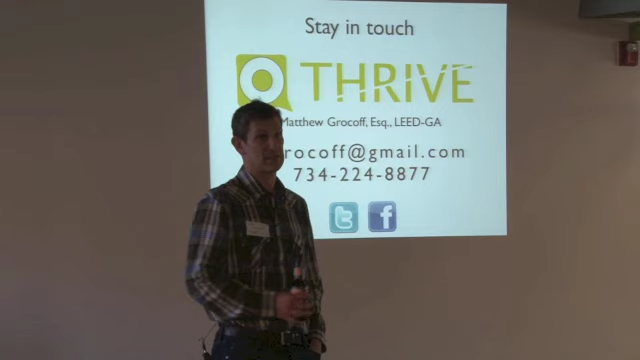 Stay in touch
THRIVE
Matthew Grocoff, Esq., LEED-GA
rocoff@gmail.com
734-224-8877
t f